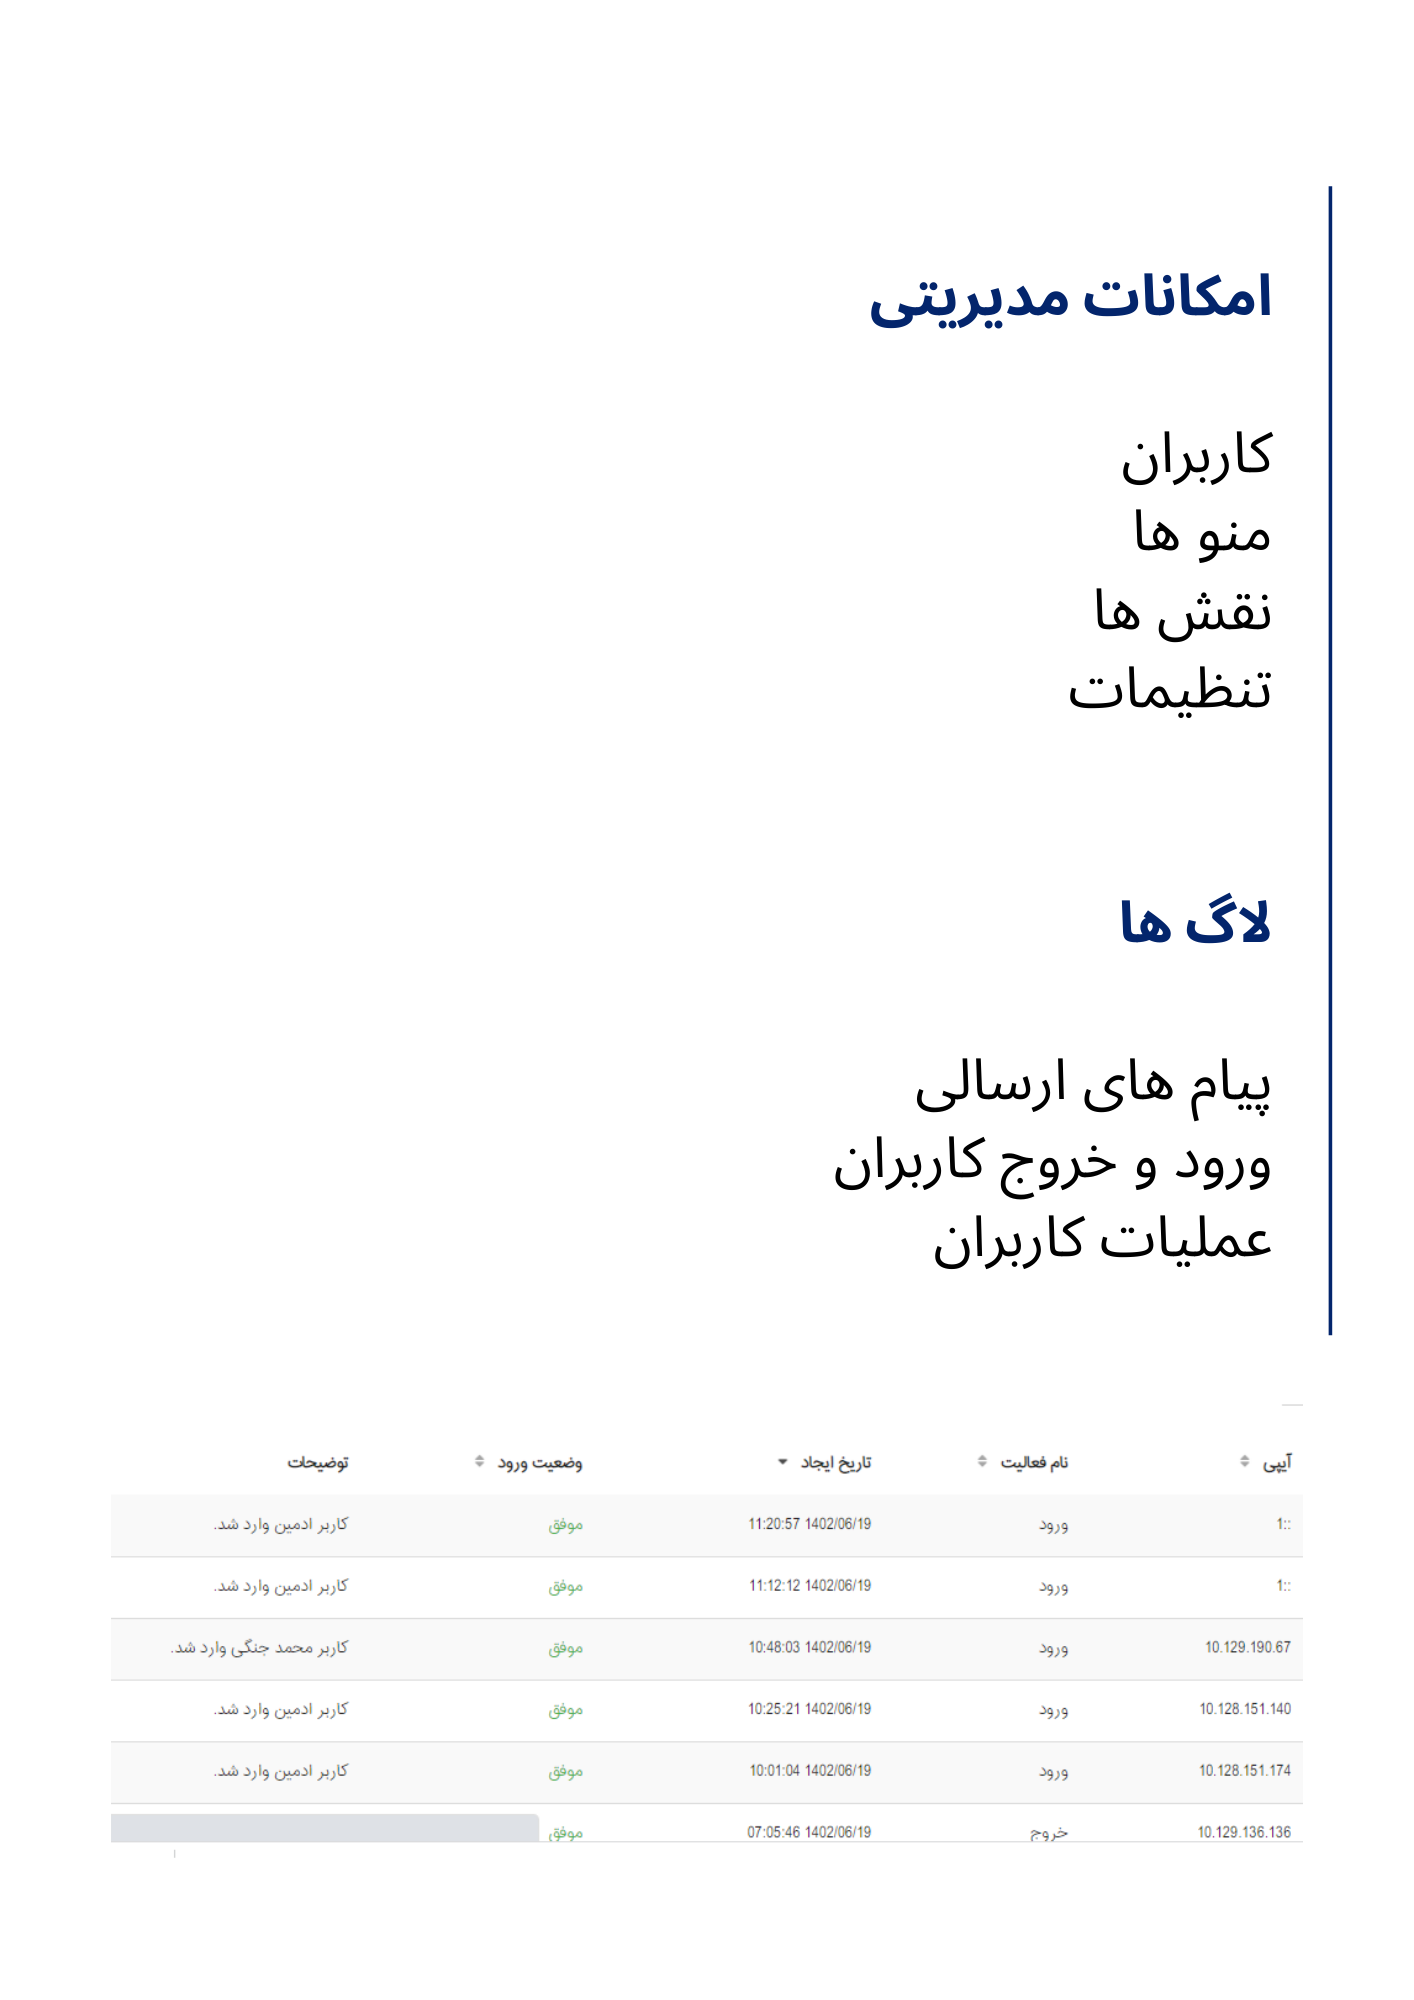 امکانات مدیریتی
کاربران
منو ها
نقش ها
تنظیمات
لاگ ها
پیام های ارسالی
ورود و خروج کاربران
عملیات کاربران
آیپی نام فعالیت تاریخ ایجاد وضعیت ورود توضیحات
::1 ورود 1402/06/19 11:20:57 موفق کاربر ادمین وارد شد.
::1 ورود 1402/06/19 11:12:12 موفق کاربر ادمین وارد شد.
10.129.190.67 ورود 1402/06/19 10:48:03 موفق کاربر محمد جنگی وارد شد.
10.128.151.140 ورود 1402/06/19 10:25:21 موفق کاربر ادمین وارد شد.
10.128.151.174 ورود 1402/06/19 10:01:04 موفق کاربر ادمین وارد شد.
10.129.136.136 خروج 1402/06/19 07:05:46 موفق